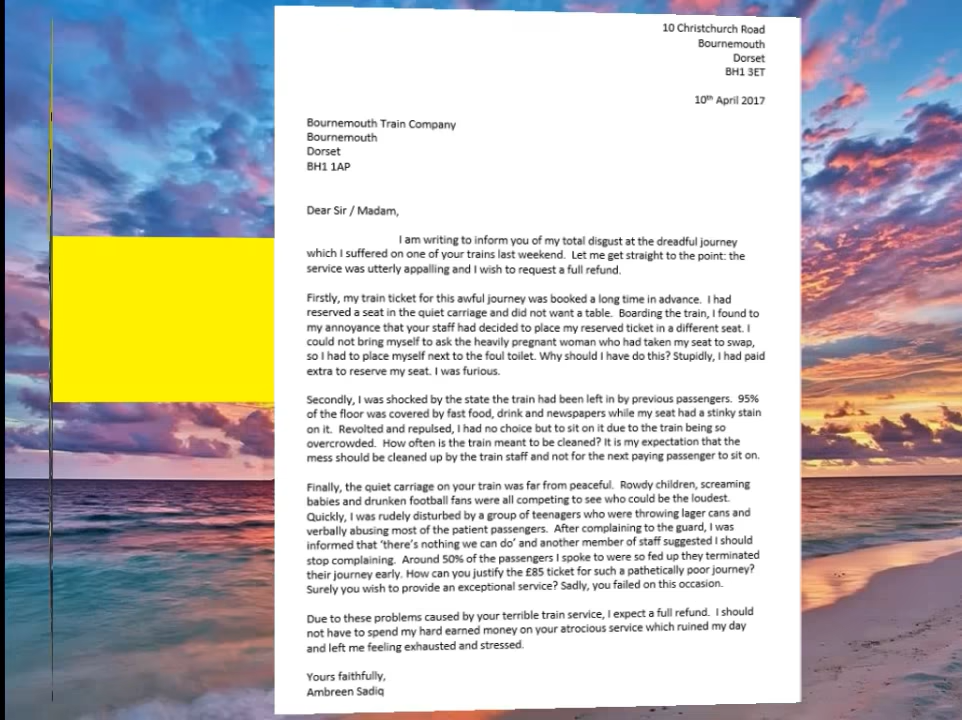 10 Christchurch Road
Bournemouth
Dorset
BH1 3ET
10th April 2017
Bournemouth Train Company
Bournemouth
Dorset
BH1 1AP
Dear Sir / Madam,
I am writing to inform you of my total disgust at the dreadful journey
which I suffered on one of your trains last weekend. Let me get straight to the point: the
service was utterly appalling and I wish to request a full refund.
Firstly, my train ticket for this awful journey was booked a long time in advance. I had
reserved a seat in the quiet carriage and did not want a table. Boarding the train, I found to
my annoyance that your staff had decided to place my reserved ticket in a different seat. I
could not bring myself to ask the heavily pregnant woman who had taken my seat to swap,
so I had to place myself next to the foul toilet. Why should I have do this? Stupidly, I had paid
extra to reserve my seat. I was furious.
Secondly, I was shocked by the state the train had been left in by previous passengers. 95%
of the floor was covered by fast food, drink and newspapers while my seat had a stinky stain
on it. Revolted and repulsed, I had no choice but to sit on it due to the train being so
overcrowded. How often is the train meant to be cleaned? It is my expectation that the
mess should be cleaned up by the train staff and not for the next paying passenger to sit on.
Finally, the quiet carriage on your train was far from peaceful. Rowdy children, screaming
babies and drunken football fans were all competing to see who could be the loudest.
Quickly, I was rudely disturbed by a group of teenagers who were throwing lager cans and
verbally abusing most of the patient passengers. After complaining to the guard, I was
informed that 'there's nothing we can do' and another member of staff suggested I should
stop complaining. Around 50% of the passengers I spoke to were so fed up they terminated
their journey early. How can you justify the £85 ticket for such a pathetically poor journey?
Surely you wish to provide an exceptional service? Sadly, you failed on this occasion.
Due to these problems caused by your terrible train service, I expect a full refund. I should
not have to spend my hard earned money on your atrocious service which ruined my day
and left me feeling exhausted and stressed.
Yours faithfully,
Ambreen Sadiq